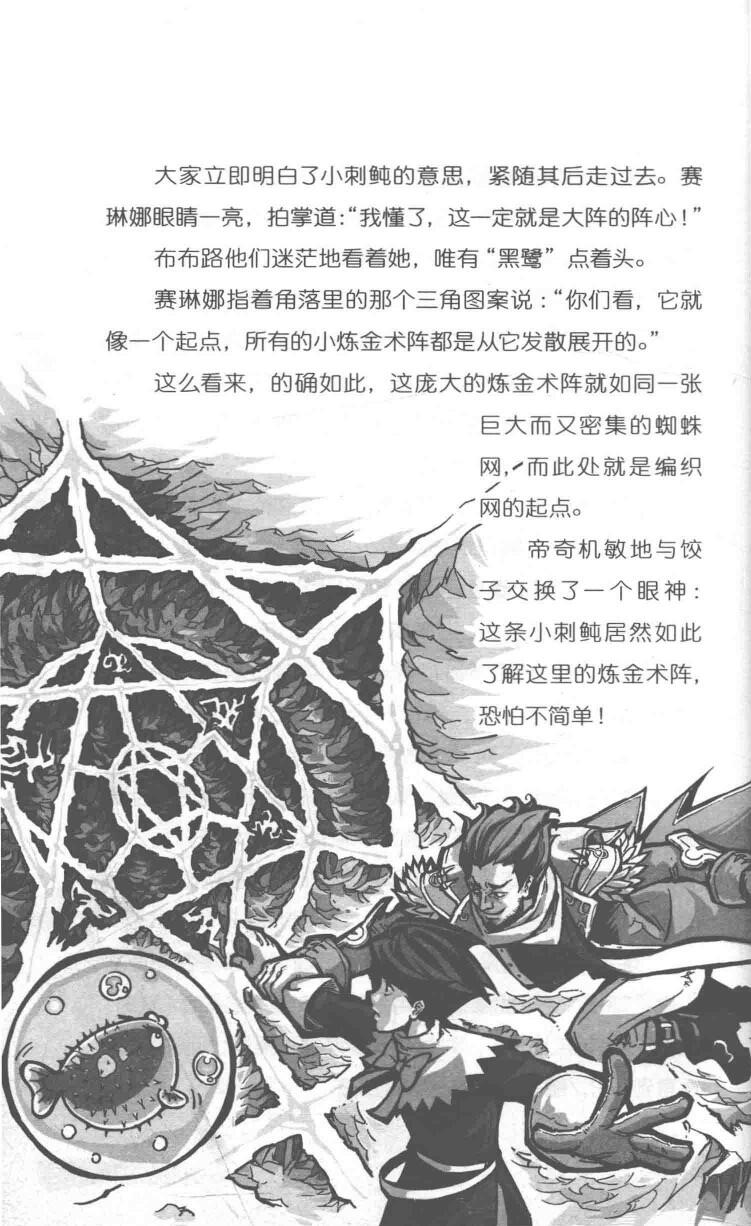 大家立即明白了小刺鲀的意思，紧随其后走过去。赛
琳娜眼睛一亮，拍掌道：“我懂了，这一定就是大阵的阵心！”
布布路他们迷茫地看着她，唯有“黑鹭”点着头。
赛琳娜指着角落里的那个三角图案说：“你们看，它就
像一个起点，所有的小炼金术阵都是从它发散展开的。”
这么看来，的确如此，这庞大的炼金术阵就如同一张
巨大而又密集的蜘蛛
网，而此处就是编织
网的起点。
帝奇机敏地与饺
子交换了一个眼神：
这条小刺鲀居然如此
了解这里的炼金术阵，
恐怕不简单！